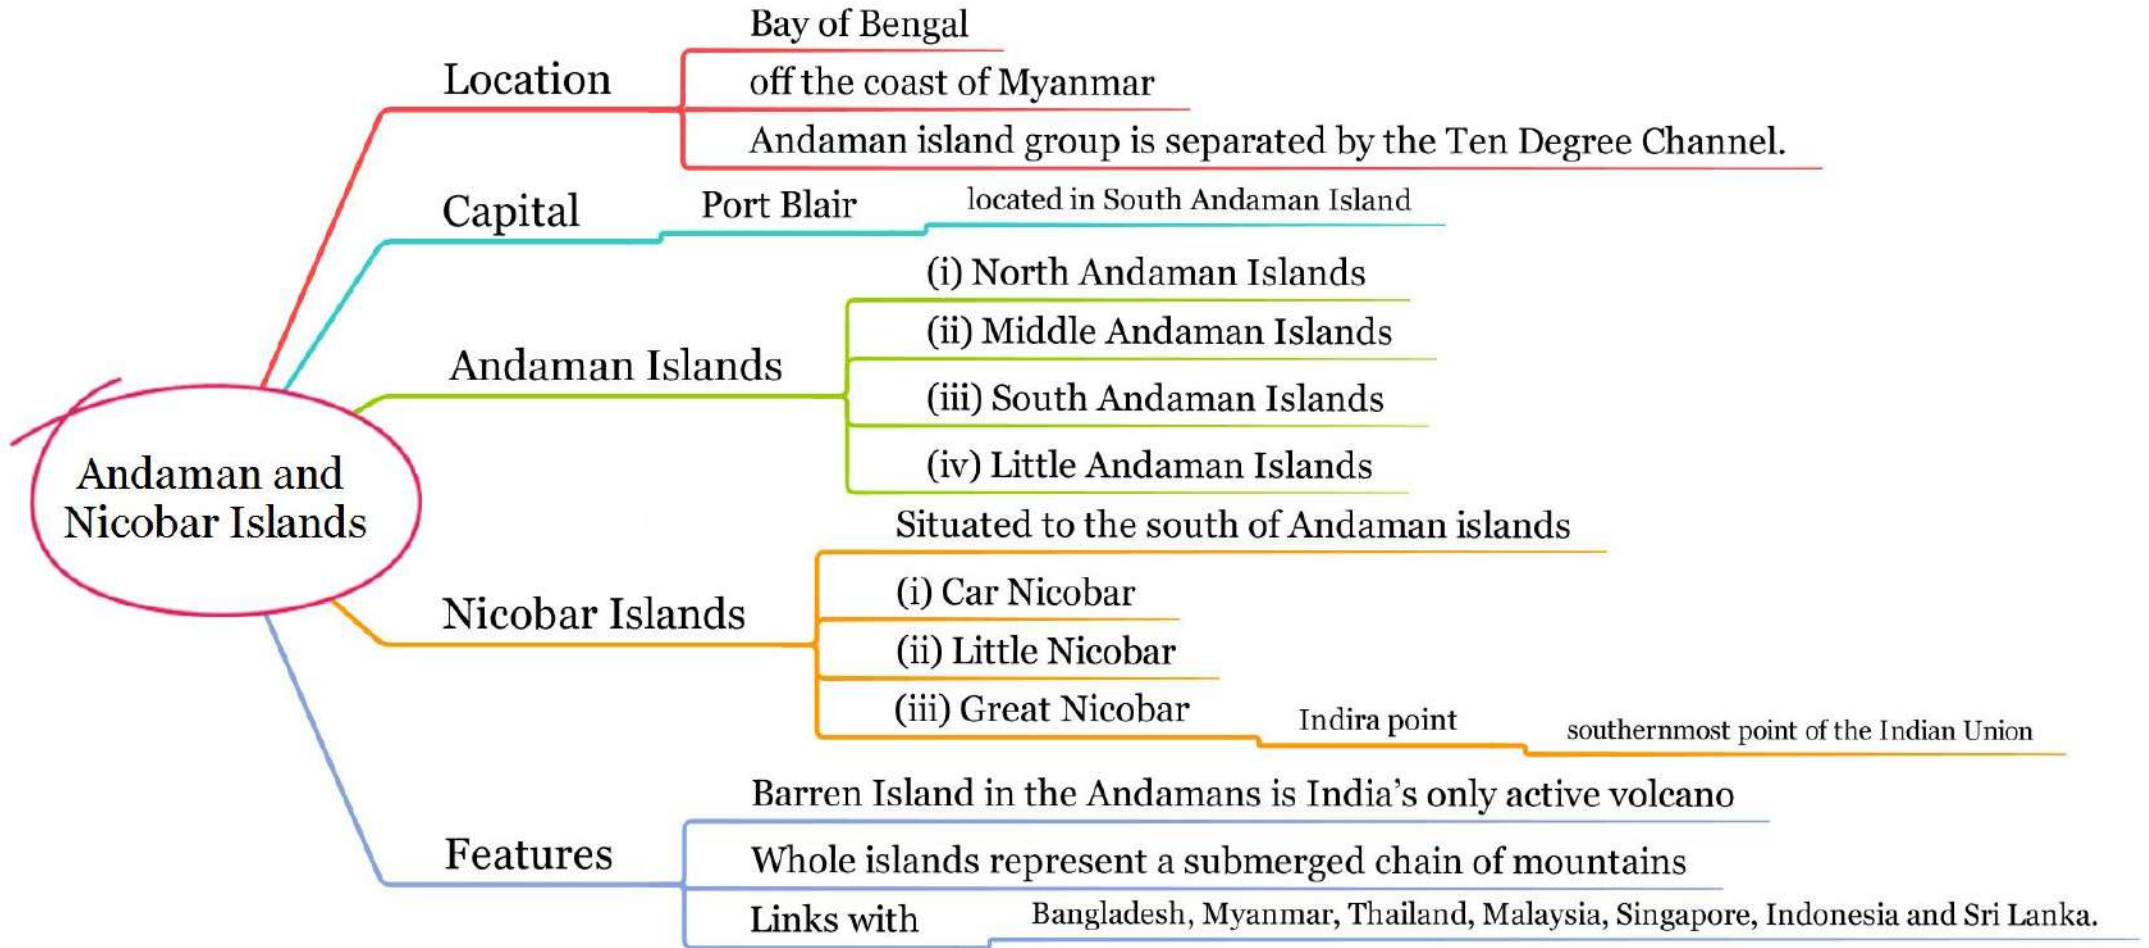 Bay of Bengal
Location
off the coast of Myanmar
Andaman island group is separated by the Ten Degree Channel.
Capital
Port Blair
located in South Andaman Island
(i) North Andaman Islands
(ii) Middle Andaman Islands
Andaman Islands
(iii) South Andaman Islands
(iv) Little Andaman Islands
Andaman and
Nicobar Islands
Situated to the south of Andaman islands
(i) Car Nicobar
Nicobar Islands
(ii) Little Nicobar
(iii) Great Nicobar
Indira point
southernmost point of the Indian Union
Barren Island in the Andamans is India's only active volcano
Features
Whole islands represent a submerged chain of mountains
Links with
Bangladesh, Myanmar, Thailand, Malaysia, Singapore, Indonesia and Sri Lanka.